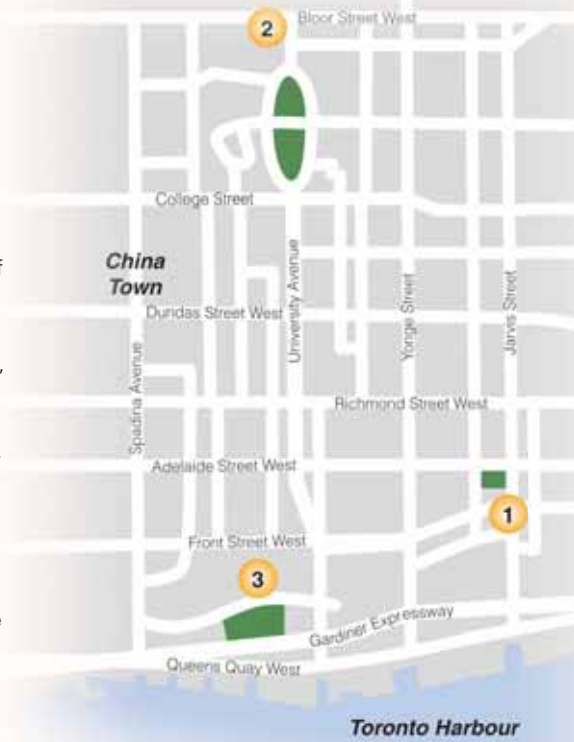 2
Bloor Street West
College Street
China
Town
Dundas Street West
University Avenue
Yonge Street
Jarvis Street
Spadina Avenue
Richmond Street West
Adelaide Street West
1
Front Street West
3
Gardiner Expressway
Queens Quay West
Toronto Harbour
f
,
e